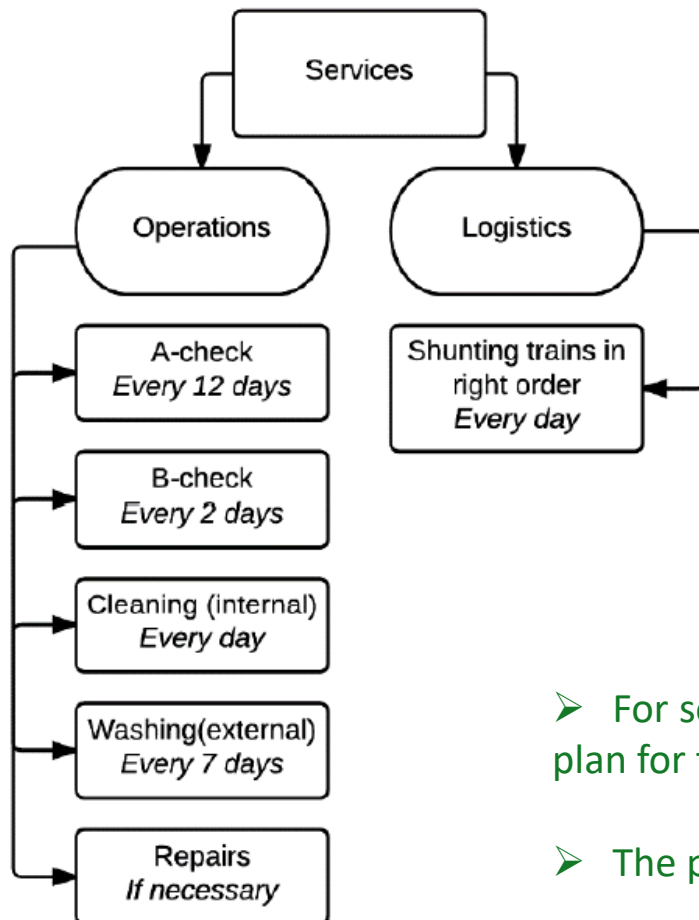 Services
Operations
Logistics
A-check
Every 12 days
B-check
Every 2 days
Cleaning (internal)
Every day
Washing(external)
Every 7 days
Repairs
If necessary
Shunting trains in
right order
Every day
➢ For
plan for
➢ The